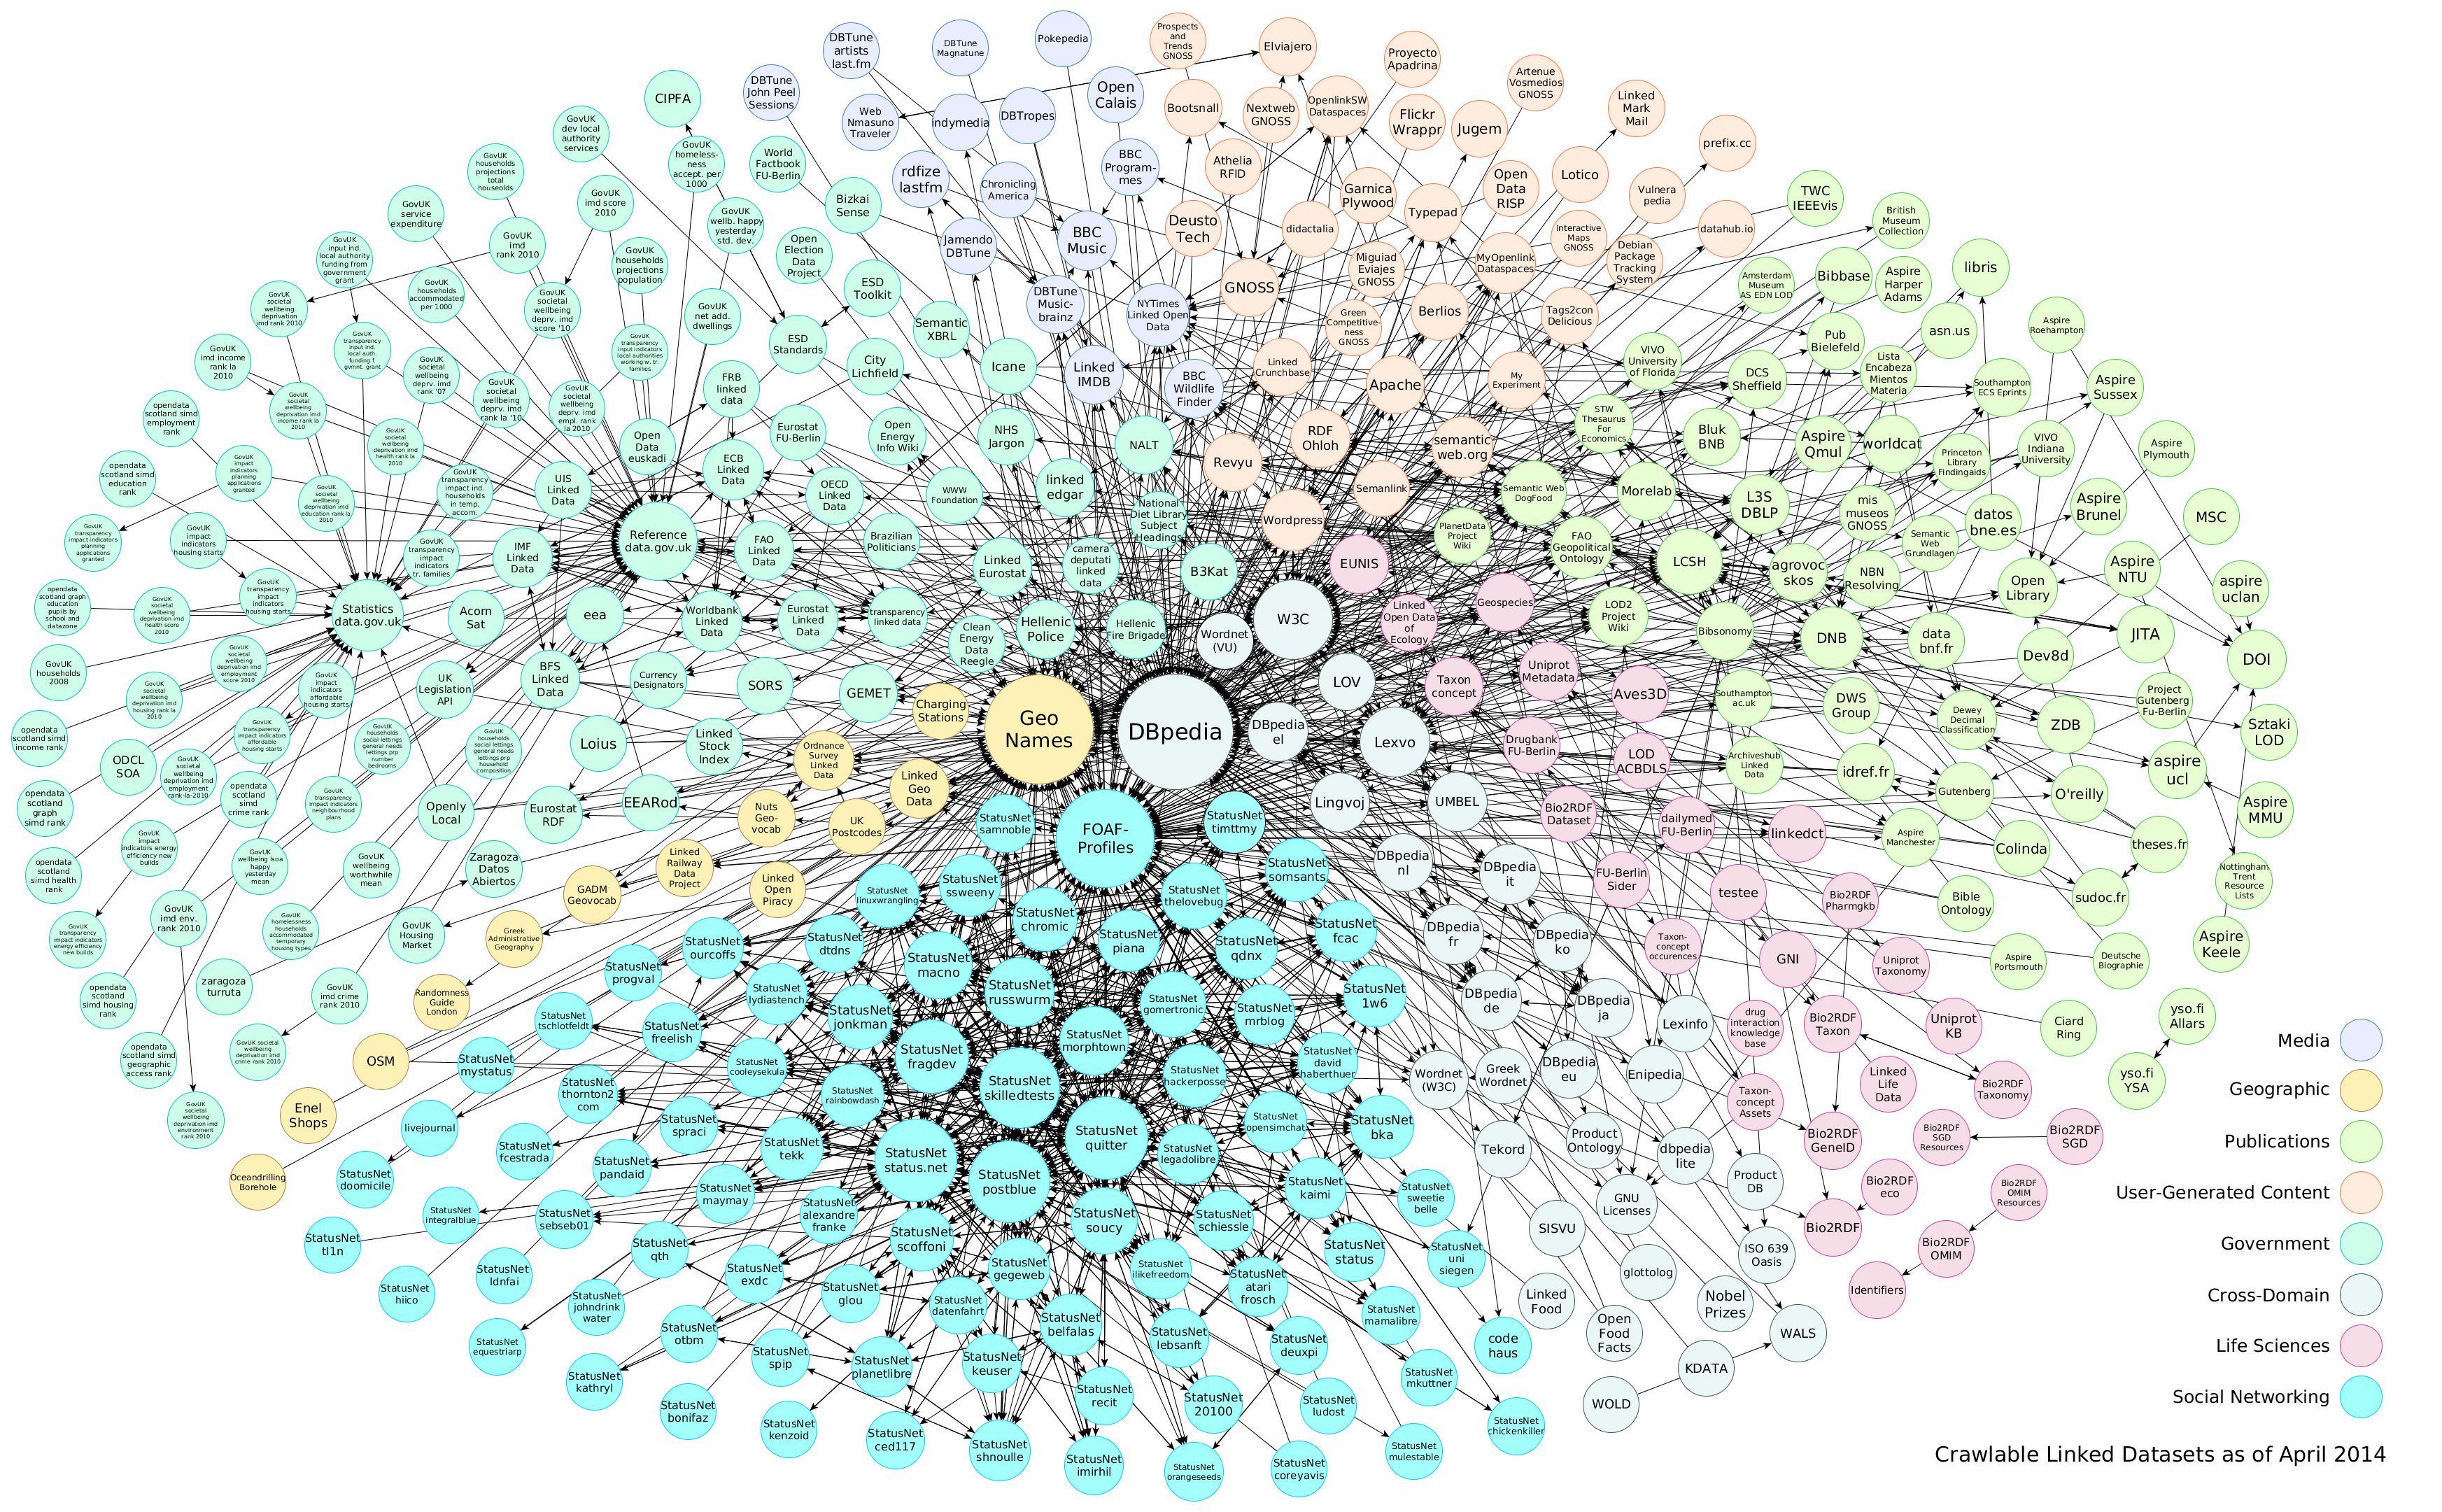 DBTune
artists
last.fm
DBTune
Magnatune
Pokepedia
Prospects
and
Trends
GNOSS
Elviajero
Proyecto
Apadrina
Artenue
Vosmedios
GNOSS
DBTune
John Peel
Sessions
CIPFA
Web
Nmasuno
Traveler
indymedia
DBTropes
Open
Calais
Bootsnall
Nextweb
GNOSS
OpenlinkSW
Dataspaces
Flickr
Wrappr
Jugem
Linked
Mark
Mail
prefix.cc
GovUK
dev local
authority
services
GovUK
homeless-
ness
accept. per
1000
World
Factbook
FU-Berlin
rdfize
lastfm
Chronicling
America
BBC
Program-
mes
Athelia
RFID
Garnica
Plywood
Open
Data
RISP
Lotico
Vulnera
pedia
TWC
IEEEvis
British
Museum
Collection
GovUK
households
projections
total
houseolds
GovUK
service
expenditure
GovUK
imd score
2010
GovUK
wellb. happy
yesterday
std. dev.
Bizkai
Sense
Jamendo
DBTune
BBC
Music
Deusto
Tech
didactalia
Typepad
Interactive
Maps
GNOSS
datahub.io
GovUK
input ind.
local authority
funding from
government
grant
GovUK
imd
rank 2010
GovUK
households
projections
population
Open
Election
Data
Project
ESD
Toolkit
DBTune
Music-
brainz
NYTimes
Linked Open
Data
GNOSS
Miguiad
Eviajes
GNOSS
MyOpenlink
Dataspaces
Debian
Package
Tracking
System
Amsterdam
Museum
AS EDN LOD
Bibbase
Aspire
Harper
Adams
libris
GovUK
societal
wellbeing
deprivation
imd rank 2010
GovUK
households
accommodated
per 1000
GovUK
societal
wellbeing
deprv. imd
score '10
GovUK
net add.
dwellings
ESD
Standards
Semantic
XBRL
Green
Competitive-
ness
GNOSS
Berlios
Tags2con
Delicious
Pub
Bielefeld
asn.us
Aspire
Roehampton
GovUK
imd income
rank la
2010
GovUK
transparency
input ind.
local auth.
funding f.
gvmnt. grant
GovUK
societal
wellbeing
deprv. imd
rank '07
GovUK
transparency
input indicators
local authorities
working w. tr.
families
City
Lichfield
Icane
Linked
IMDB
BBC
Wildlife
Finder
Linked
Crunchbase
Apache
My
Experiment
VIVO
University
of Florida
DCS
Sheffield
Lista
Encabeza
Mientos
Materia
Southampton
ECS Eprints
Aspire
Sussex
opendata
scotland simd
employment
rank
GovUK
societal
wellbeing
deprivation imd
income rank la
2010
GovUK
societal
wellbeing
deprv. imd
rank la '10
GovUK
societal
wellbeing
deprv. imd
empl. rank
la 2010
FRB
linked
data
Eurostat
FU-Berlin
Open
Energy
Info Wiki
NHS
Jargon
NALT
Revyu
RDF
Ohloh
semantic
web.org
STW
Thesaurus
For
Economics
Bluk
BNB
Aspire
Qmul
worldcat
Princeton
Library
Findingaids
VIVO
Indiana
University
Aspire
Plymouth
opendata
scotland simd
education
rank
GovUK
impact
indicators
planning
applications
granted
GovUK
societal
wellbeing
deprivation imd
health rank la
2010
Open
Data
euskadi
ECB
Linked
Data
OECD
Linked
Data
WWW
Foundation
linked
edgar
Semanlink
Semantic Web
DogFood
Morelab
L3S
DBLP
mis
museos
GNOSS
datos
bne.es
Aspire
Brunel
MSC
GovUK
transparency
impact indicators
planning
applications
granted
GovUK
impact
indicators
housing starts
GovUK
societal
wellbeing
deprivation imd
education rank la
2010
GovUK
transparency
impact ind.
households
in temp.
accom.
UIS
Linked
Data
Reference
data.gov.uk
FAO
Linked
Data
Brazilian
Politicians
Linked
Eurostat
camera
deputati
linked
data
National
Diet Library
Subject
Headings
Wordpress
PlanetData
Project
Wiki
FAO
Geopolitical
Ontology
LCSH
agrovoc
skos
Semantic
Web
Grundlagen
NBN
Resolving
Open
Library
Aspire
NTU
aspire
uclan
opendata
scotland graph
education
pupils by
school and
datazone
GovUK
societal
wellbeing
deprivation imd
health score
2010
GovUK
transparency
impact
indicators
housing starts
GovUK
transparency
impact
indicators
tr. families
IMF
Linked
Data
Statistics
data.gov.uk
Acorn
Sat
eea
Worldbank
Linked
Data
Eurostat
Linked
Data
transparency
linked data
Clean
Energy
Data
Reegle
Hellenic
Police
Hellenic
Fire Brigade
B3Kat
Wordnet
(VU)
W3C
EUNIS
Linked
Open Data
of
Ecology
Geospecies
LOD2
Project
Wiki
Bibsonomy
DNB
data
bnf.fr
Dev8d
JITA
DOI
GovUK
households
2008
GovUK
societal
wellbeing
deprivation imd
employment
score 2010
GovUK
societal
wellbeing
deprivation imd
housing rank la
2010
GovUK
impact
indicators
affordable
housing starts
UK
Legislation
API
BFS
Linked
Data
Currency
Designators
SORS
GEMET
Charging
Stations
Geo
Names
DBpedia
DBpedia
el
LOV
Lexvo
Taxon
concept
Uniprot
Metadata
Aves3D
Southampton
ac.uk
DWS
Group
Dewey
Decimal
Classification
ZDB
Project
Gutenberg
Fu-Berlin
Sztaki
LOD
opendata
scotland simd
income rank
ODCL
SOA
GovUK
transparency
impact indicators
affordable
housing starts
GovUK
households
social lettings
general needs
lettings prp
number
bedrooms
GovUK
households
social lettings
general needs
lettings prp
household
composition
Loius
Linked
Stock
Index
Ordnance
Survey
Linked
Data
Linked
Geo
Data
Drugbank
FU-Berlin
LOD
ACBDLS
Archiveshub
Linked
Data
idref.fr
aspire
ucl
opendata
scotland
graph
simd rank
GovUK
societal
wellbeing
deprivation imd
employment
rank-la-2010
opendata
scotland
simd
crime rank
GovUK
transparency
impact indicators
neighbourhood
plans
Openly
Local
Eurostat
RDF
EEARod
Nuts
Geo-
vocab
UK
Postcodes
StatusNet
samnoble
FOAF-
Profiles
StatusNet
timttmy
Lingvoj
UMBEL
Bio2RDF
Dataset
dailymed
FU-Berlin
linkedct
Gutenberg
O'reilly
Aspire
MMU
opendata
scotland
simd health
rank
GovUK
impact
indicators energy
efficiency new
builds
GovUK
wellbeing lsoa
happy
yesterday
mean
GovUK
wellbeing
worthwhile
mean
Zaragoza
Datos
Abiertos
Linked
Railway
Data
Project
Linked
Open
Piracy
GADM
Geovocab
StatusNet
linuxwrangling
StatusNet
ssweeny
StatusNet
thelovebug
StatusNet
somsants
DBpedia
nl
DBpedia
it
FU-Berlin
Sider
testee
Bio2RDF
Pharmgkb
Aspire
Manchester
Colinda
theses.fr
Bible
Ontology
sudoc.fr
Nottingham
Trent
Resource
Lists
GovUK
transparency
impact indicators
energy efficiency
new builds
GovUK
imd env.
rank 2010
GovUK
homelessness
households
accommodated
temporary
housing types
GovUK
Housing
Market
Greek
Administrative
Geography
StatusNet
ourcoffs
StatusNet
dtdns
StatusNet
chromic
StatusNet
piana
StatusNet
qdnx
StatusNet
fcac
DBpedia
fr
DBpedia
ko
Taxon-
concept
occurences
GNI
Uniprot
Taxonomy
Aspire
Portsmouth
Deutsche
Biographie
Aspire
Keele
opendata
scotland
simd housing
rank
zaragoza
turruta
GovUK
imd crime
rank 2010
Randomness
Guide
London
StatusNet
progval
StatusNet
lydiastench
StatusNet
macno
StatusNet
russwurm
StatusNet
gomertronic
StatusNet
mrblog
StatusNet
1w6
DBpedia
de
DBpedia
ja
Lexinfo
drug
interaction
knowledge
base
Bio2RDF
Taxon
Uniprot
KB
Ciard
Ring
yso.fi
Allars
opendata
scotland simd
geographic
access rank
GovUK societal
wellbeing
deprivation imd
crime rank 2010
OSM
StatusNet
mystatus
StatusNet
tschlotfeldt
StatusNet
freelish
StatusNet
cooleysekula
StatusNet
jonkman
StatusNet
fragdev
StatusNet
morphtown
StatusNet
skilledtests
StatusNet
hackerposse
StatusNet
david
haberthuer
Wordnet
(W3C)
Greek
Wordnet
DBpedia
eu
Enipedia
Taxon-
concept
Assets
Linked
Life
Data
Bio2RDF
Taxonomy
yso.fi
YSA
Enel
Shops
GovUK
societal
wellbeing
deprivation imd
environment
rank 2010
livejournal
StatusNet
thornton2
com
StatusNet
spraci
StatusNet
rainbowdash
StatusNet
tekk
StatusNet
status.net
StatusNet
quitter
StatusNet
legadolibre
StatusNet
opensimchat
StatusNet
bka
Tekord
Product
Ontology
dbpedia
lite
Bio2RDF
GeneID
Bio2RDF
SGD
Resources
Bio2RDF
SGD
Oceandrilling
Borehole
StatusNet
doomicile
StatusNet
fcestrada
StatusNet
pandaid
StatusNet
maymay
StatusNet
postblue
StatusNet
kaimi
StatusNet
sweetie
belle
GNU
Licenses
Product
DB
Bio2RDF
eco
Bio2RDF
OMIM
Resources
StatusNet
tl1n
StatusNet
integralblue
StatusNet
sebseb01
StatusNet
qth
StatusNet
alexandre
franke
StatusNet
scoffoni
StatusNet
soucy
StatusNet
schiessle
StatusNet
status
StatusNet
uni
siegen
SISVU
ISO 639
Oasis
Bio2RDF
Bio2RDF
OMIM
StatusNet
hiico
StatusNet
ldnfai
StatusNet
johndrink
water
StatusNet
exdc
StatusNet
glou
StatusNet
gegeweb
StatusNet
ilikefreedom
StatusNet
atari
frosch
glottolog
Linked
Food
Nobel
Prizes
Identifiers
StatusNet
equestriarp
StatusNet
otbm
StatusNet
datenfahrt
StatusNet
belfalas
StatusNet
lebsanft
StatusNet
deuxpi
StatusNet
mamalibre
code
haus
Open
Food
Facts
WALS
StatusNet
kathryl
StatusNet
spip
StatusNet
planetlibre
StatusNet
keuser
StatusNet
mkuttner
KDATA
StatusNet
bonifaz
StatusNet
kenzoid
StatusNet
ced117
StatusNet
recit
StatusNet
20100
StatusNet
ludost
StatusNet
chickenkiller
WOLD
StatusNet
shnoulle
StatusNet
imirhil
StatusNet
orangeseeds
StatusNet
coreyavis
StatusNet
mulestable
Media
Geographic
Publications
User-Generated Content
Government
Cross-Domain
Life Sciences
Social Networking
Crawlable Linked Datasets as of April 2014